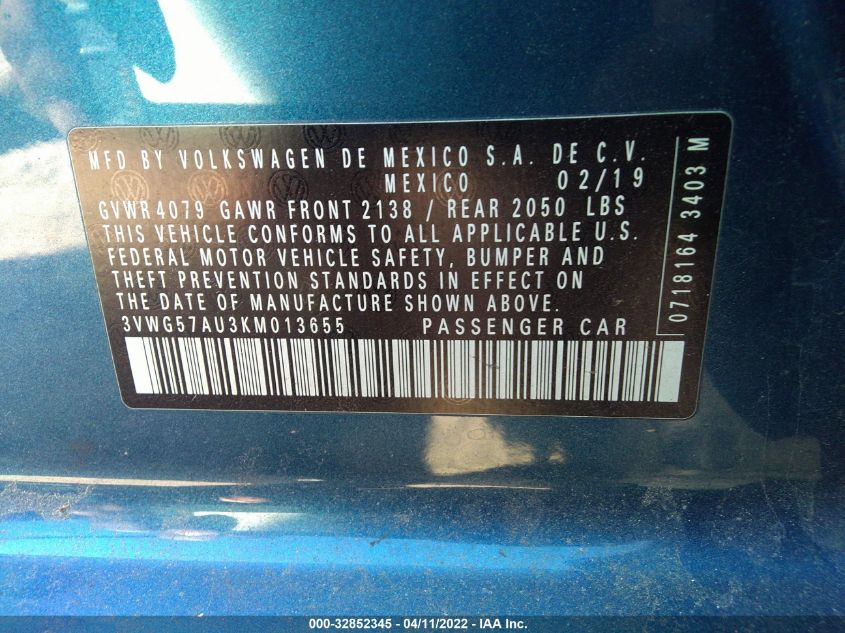 MFD BY VOLKSWAGEN DE MEXICO S.A. DE C.V.
MEXICO 02/19
GVWR4079 GAWR FRONT 2138 / REAR 2050 LBS
THIS VEHICLE CONFORMS TO ALL APPLICABLE U.S.
FEDERAL MOTOR VEHICLE SAFETY, BUMPER AND
THEFT PREVENTION STANDARDS IN EFFECT ON
THE DATE OF MANUFACTURE SHOWN ABOVE.
3VWG57AU3KM013655 PASSENGER CAR
0718164 3403 M
000-32852345 - 04/11/2022 - IAA Inc.